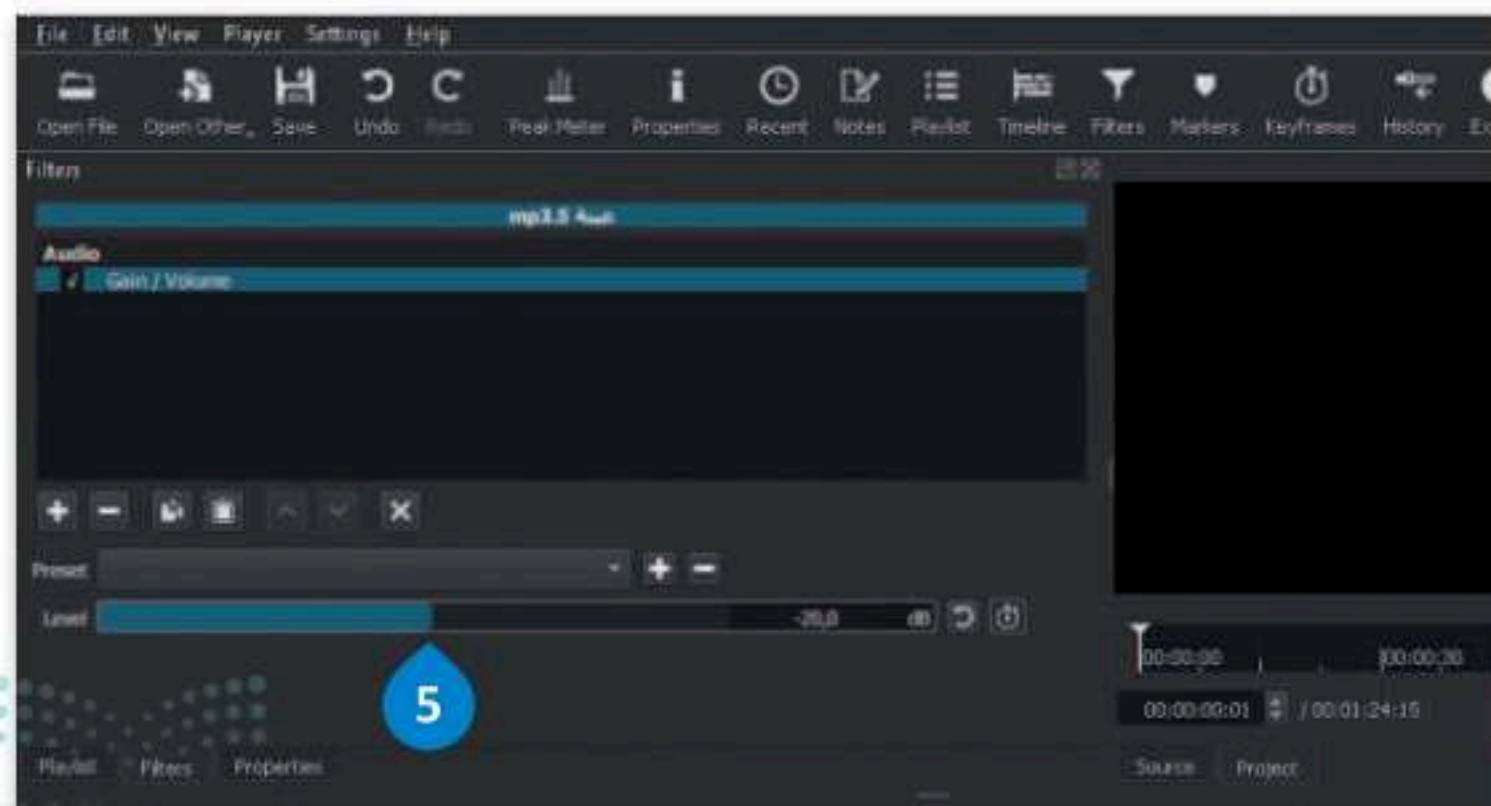 File Edit View Player Settings Help
Open File Open Other... Save Undo Redo Peak Meter Properties Recent Notes Playlist Timeline Filters Markers Keyframes History
Filters
mp3.5
Audio
Gain / Volume
Preset
Level -20,0 dB
00:00:00 00:00:30
5
00:00:00:01 / 00:01:24:15
Playlist Filters Properties
Source Project